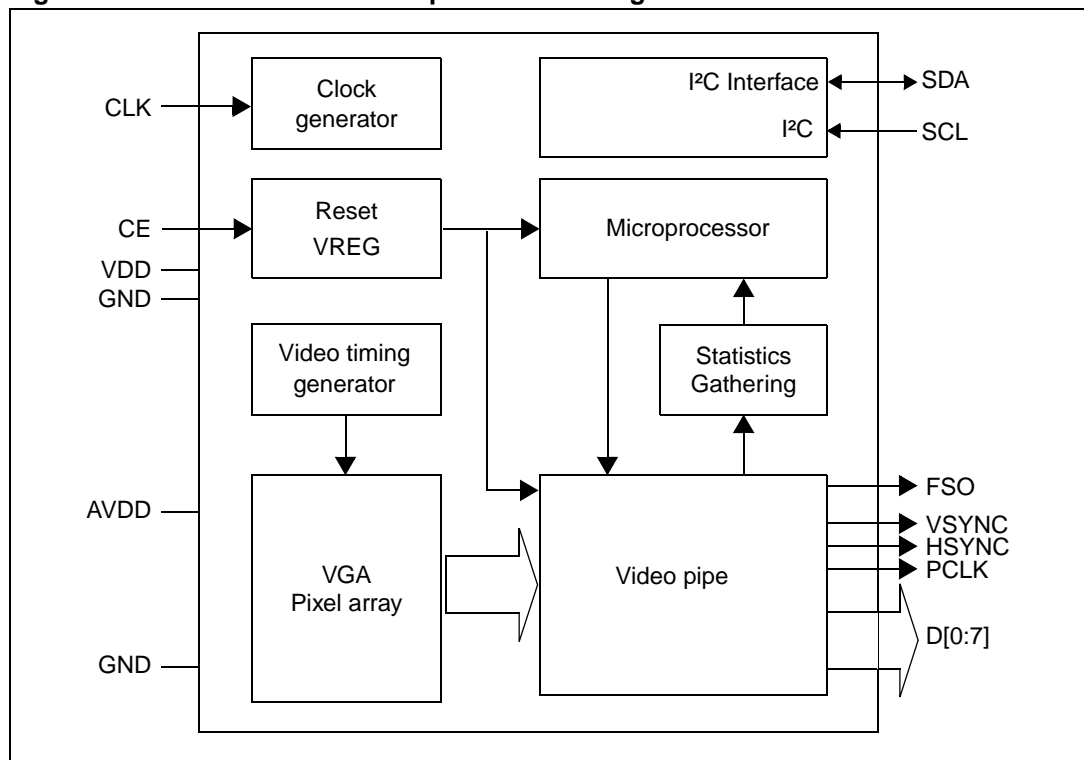 CLK
Clock
generator
I²C Interface
I²C
SDA
SCL
CE
VDD
GND
Reset
VREG
Microprocessor
Video timing
generator
Statistics
Gathering
AVDD
GND
VGA
Pixel array
Video pipe
FSO
VSYNC
HSYNC
PCLK
D[0:7]